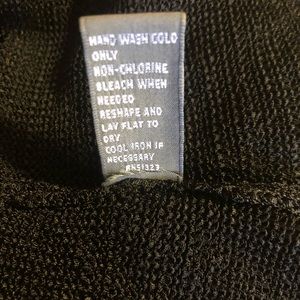 HAND WASH COLD
ONLY
NON-CHLORINE
BLEACH WHEN
NEEDED
RESHAPE AND
LAY FLAT TO
DRY
COOL IRON IF
NECESSARY
RN51323